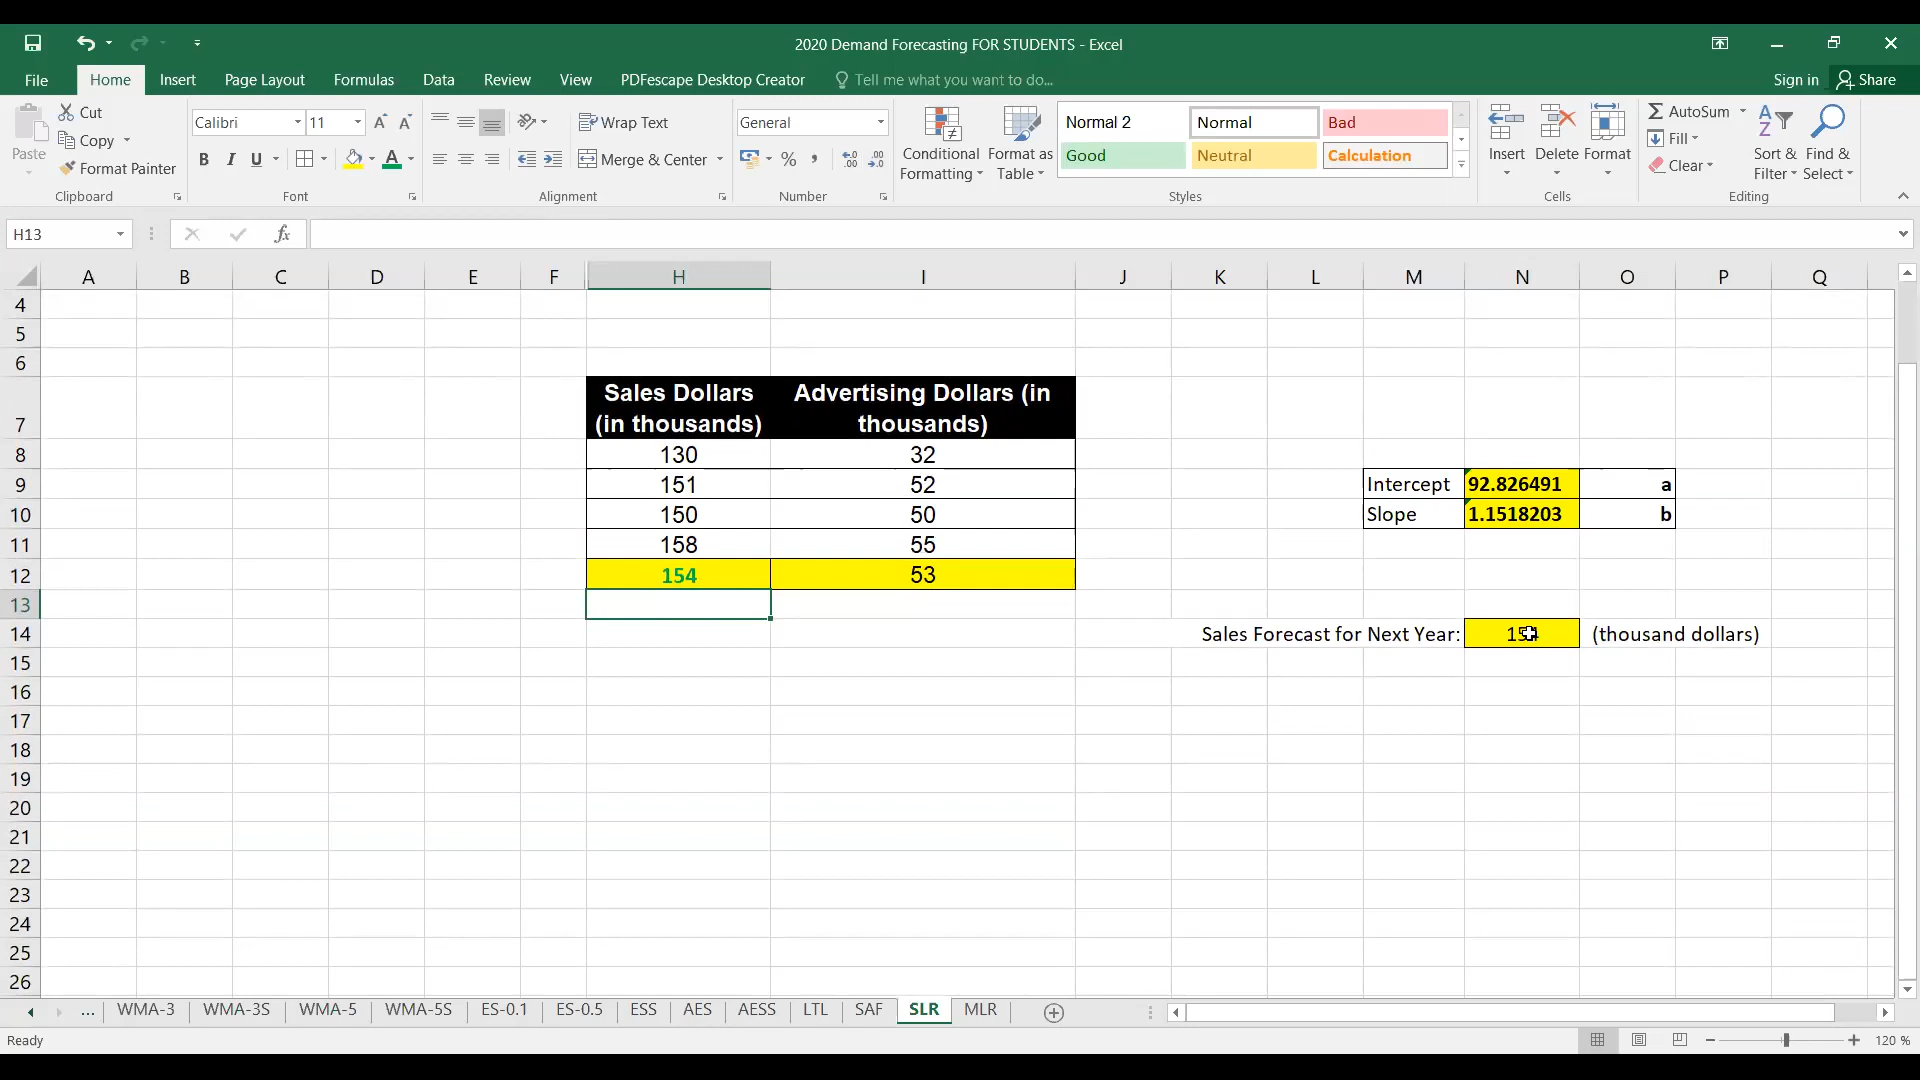 2020 Demand Forecasting FOR STUDENTS - Excel
File Home Insert Page Layout Formulas Data Review View PDFescape Desktop Creator Tell me what you want to do... Sign in Share
Paste
Cut
Copy
Format Painter
Clipboard
Calibri 11
B I U
Font
Wrap Text
Merge & Center
Alignment
General
%
Number
Conditional Formatting
Format as Table
Normal 2 Normal Bad
Good Neutral Calculation
Styles
Insert Delete Format
Cells
AutoSum
Fill
Clear
Sort & Filter
Find & Select
Editing
H13 fx
A B C D E F H I J K L M N O P Q
4
5
6
7 Sales Dollars (in thousands) Advertising Dollars (in thousands)
8 130 32
9 151 52 Intercept 92.826491 a
10 150 50 Slope 1.1518203 b
11 158 55
12 154 53
13
14 Sales Forecast for Next Year: (thousand dollars)
15
16
17
18
19
20
21
22
23
24
25
26
... WMA-3 WMA-3S WMA-5 WMA-5S ES-0.1 ES-0.5 ESS AES AESS LTL SAF SLR MLR
Ready 120 %